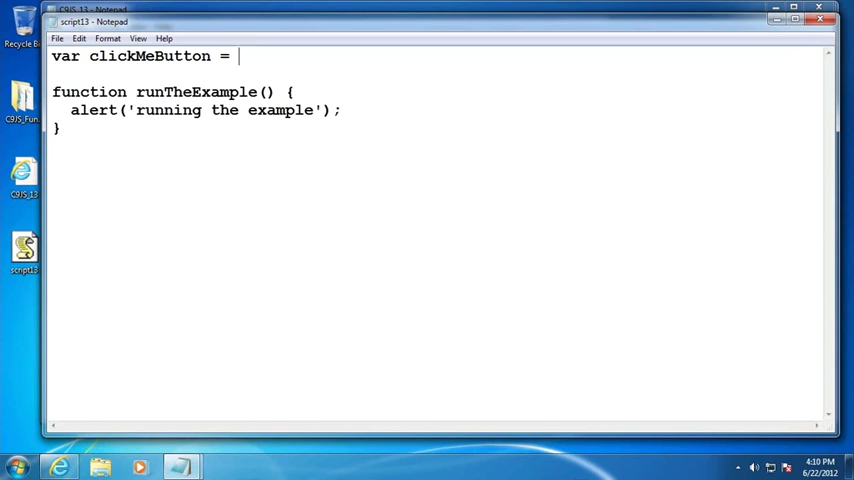 C9JS_13 - Notepad
script13 - Notepad
File Edit Format View Help
var clickMeButton =
function runTheExample() {
alert('running the example');
}
Recycle Bi
C9JS_Fun.
C9JS_13
script13
4:10 PM
6/22/2012